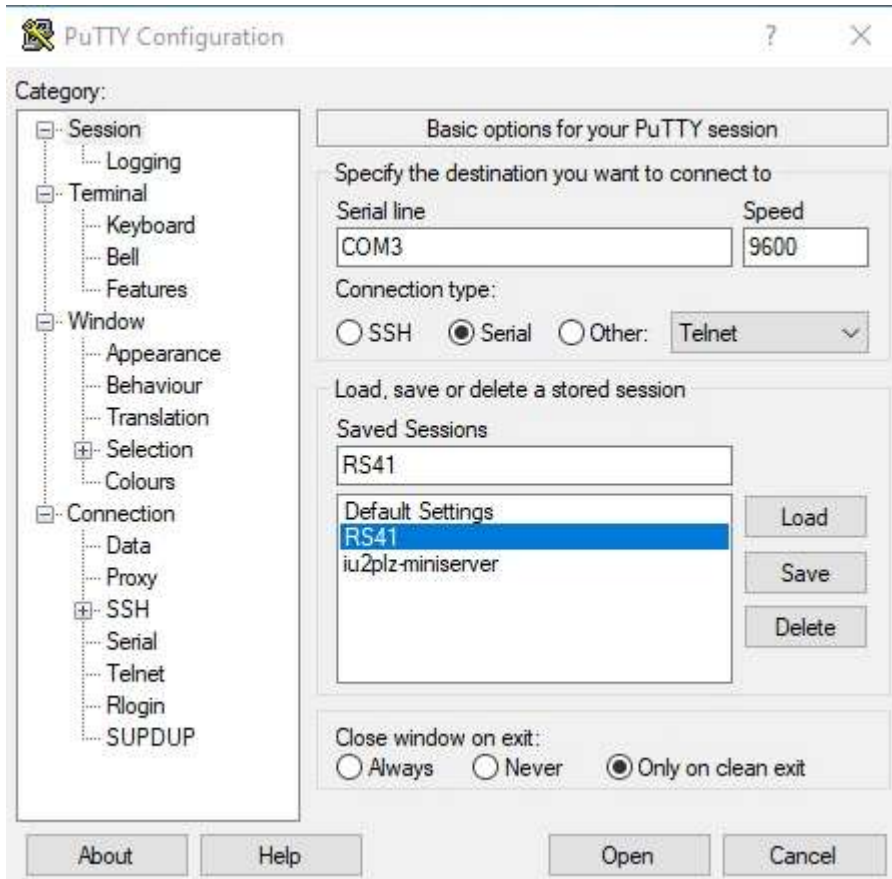 PuTTY Configuration
Category:
Session
Logging
Terminal
Keyboard
Bell
Features
Window
Appearance
Behaviour
Translation
Selection
Colours
Connection
Data
Proxy
SSH
Serial
Telnet
Rlogin
SUPDUP
Basic options for your PuTTY session
Specify the destination you want to connect to
Serial line Speed
COM3 9600
Connection type:
SSH Serial Other: Telnet
Load, save or delete a stored session
Saved Sessions
RS41
Default Settings
RS41
iu2plz-miniserver
Load
Save
Delete
Close window on exit:
Always Never Only on clean exit
About Help Open Cancel